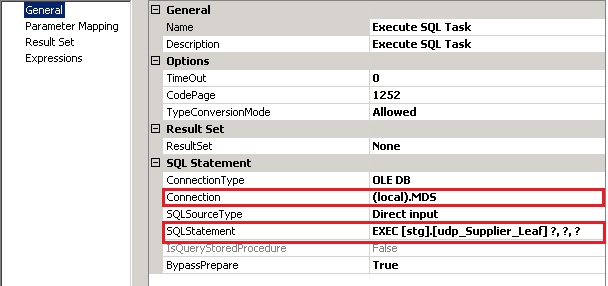 General
Parameter Mapping
Result Set
Expressions
General
Name Execute SQL Task
Description Execute SQL Task
Options
TimeOut 0
CodePage 1252
TypeConversionMode Allowed
Result Set
ResultSet None
SQL Statement
ConnectionType OLE DB
Connection (local).MDS
SQLSourceType Direct input
SQLStatement EXEC [stg].[udp_Supplier_Leaf] ?, ?, ?
IsQueryStoredProcedure False
BypassPrepare True